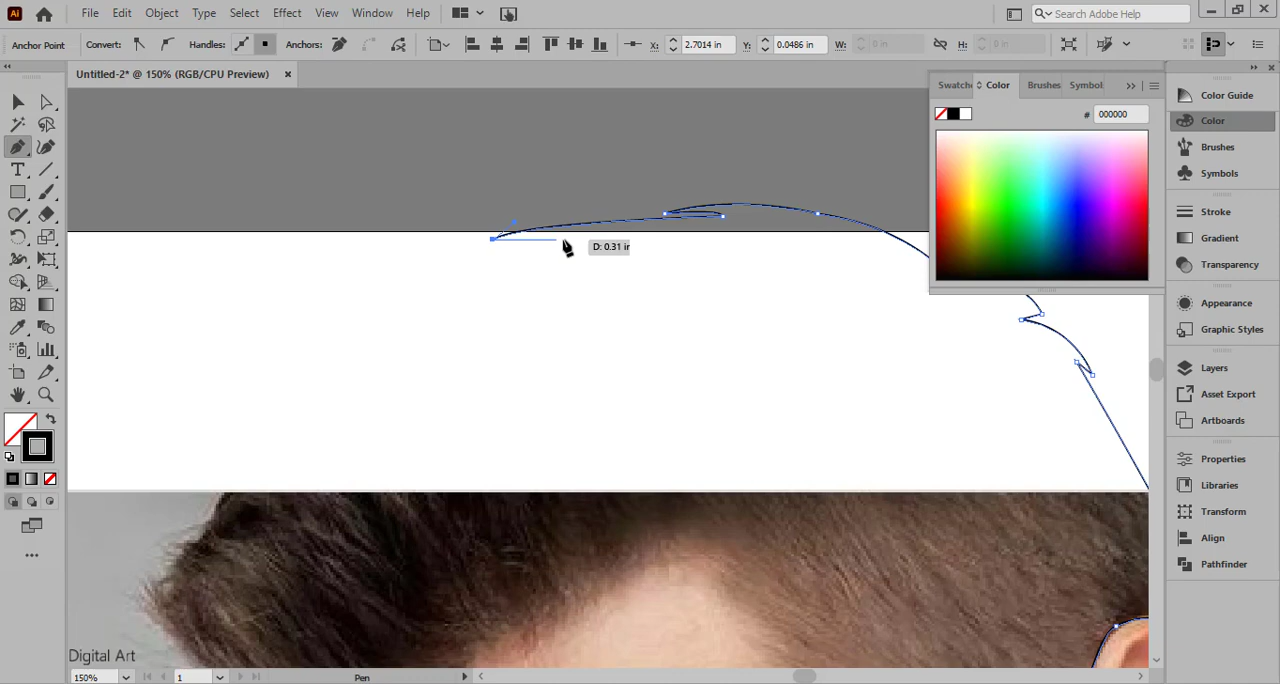 Ai File Edit Object Type Select Effect View Window Help Search Adobe Help
Anchor Point Convert: Handles: Anchors: X: 2.7014 in Y: 0.0486 in W: 0 in H: 0 in
Untitled-2* @ 150% (RGB/CPU Preview)
Swatche Color Brushes Symbol
# 000000
Color Guide
Color
Brushes
Symbols
Stroke
Gradient
Transparency
Appearance
Graphic Styles
Layers
Asset Export
Artboards
Properties
Libraries
Transform
Align
Pathfinder
D: 0.31 in
Digital Art
150% 1 Pen